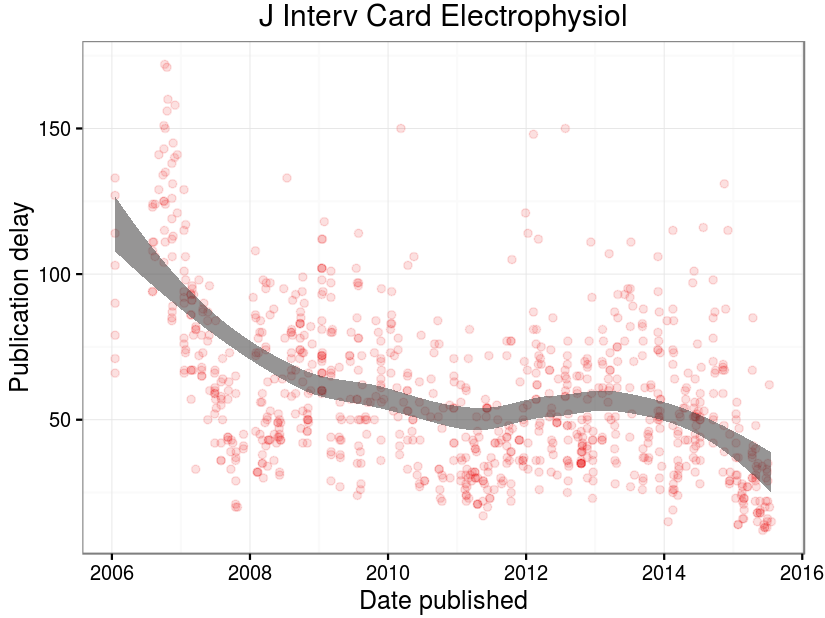 J Interv Card Electrophysiol
Publication delay
150
100
50
2006 2008 2010 2012 2014 2016
Date published